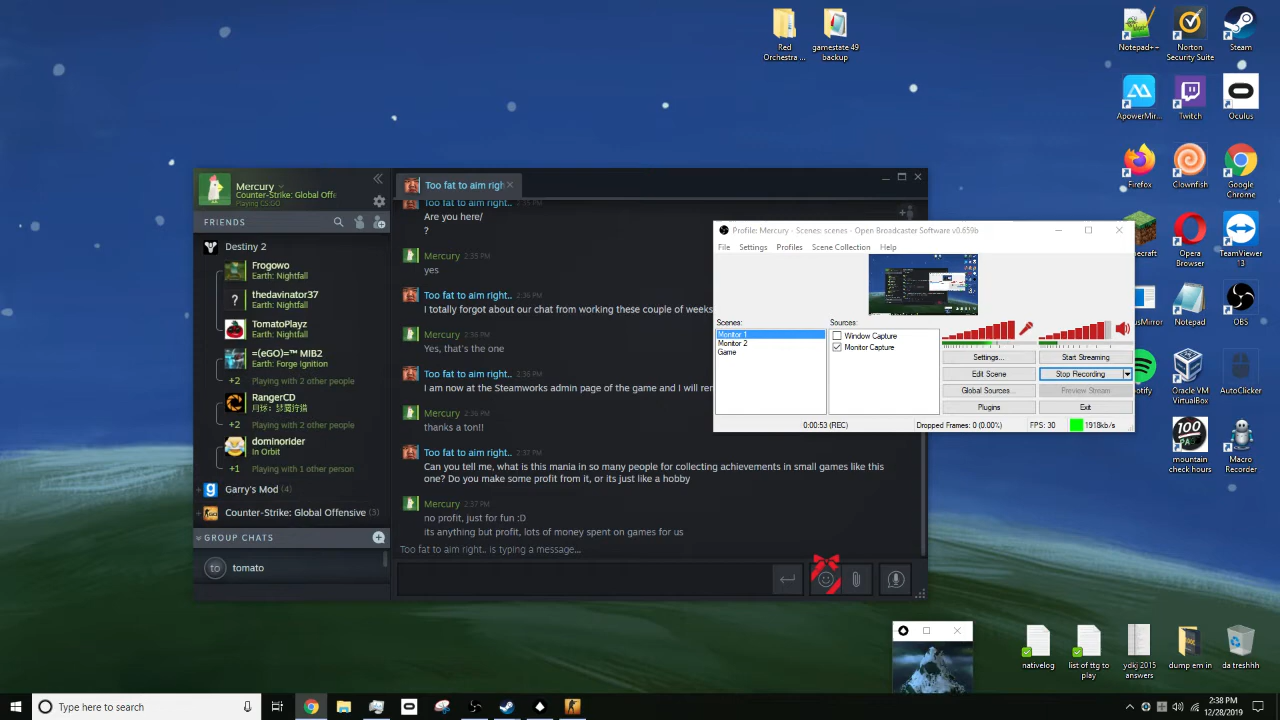 Red
Orchestra ...
gamestate 49
backup
Notepad++
Norton
Security Suite
Steam
ApowerMir...
Twitch
Oculus
Firefox
Clownfish
Google
Chrome
Opera
Browser
TeamViewer
13
Notepad
OBS
Oracle VM
VirtualBox
AutoClicker
mountain
check hours
Macro
Recorder
Mercury
Counter-Strike: Global Offe
Playing CS:GO
FRIENDS
Destiny 2
Frogowo
Earth: Nightfall
thedavinator37
Earth: Nightfall
TomatoPlayz
Earth: Nightfall
=(eGO)=™ MIB2
Earth: Forge Ignition
+2 Playing with 2 other people
RangerCD
+2 Playing with 2 other people
dominorider
In Orbit
+1 Playing with 1 other person
Garry's Mod (4)
Counter-Strike: Global Offensive (3)
GROUP CHATS
to tomato
Too fat to aim righ
Too fat to aim right..
Are you here/
?
Mercury 2:35 PM
yes
Too fat to aim right.. 2:36 PM
I totally forgot about our chat from working these couple of weeks
Mercury 2:36 PM
Yes, that's the one
Too fat to aim right.. 2:36 PM
I am now at the Steamworks admin page of the game and I will ren
Mercury 2:36 PM
thanks a ton!!
Too fat to aim right.. 2:37 PM
Can you tell me, what is this mania in so many people for collecting achievements in small games like this
one? Do you make some profit from it, or its just like a hobby
Mercury 2:37 PM
no profit, just for fun :D
its anything but profit, lots of money spent on games for us
Too fat to aim right.. is typing a message...
Profile: Mercury - Scenes: scenes - Open Broadcaster Software v0.659b
File Settings Profiles Scene Collection Help
Scenes:
Monitor 1
Monitor 2
Game
Sources:
Window Capture
Monitor Capture
Settings... Start Streaming
Edit Scene Stop Recording
Global Sources... Preview Stream
Plugins Exit
0:00:53 (REC) Dropped Frames: 0 (0.00%) FPS: 30 1918kb/s
100
nativelog
list of ttg to
play
ydkj 2015
answers
dump em in
da treshhh
Type here to search
2:38 PM
12/28/2019